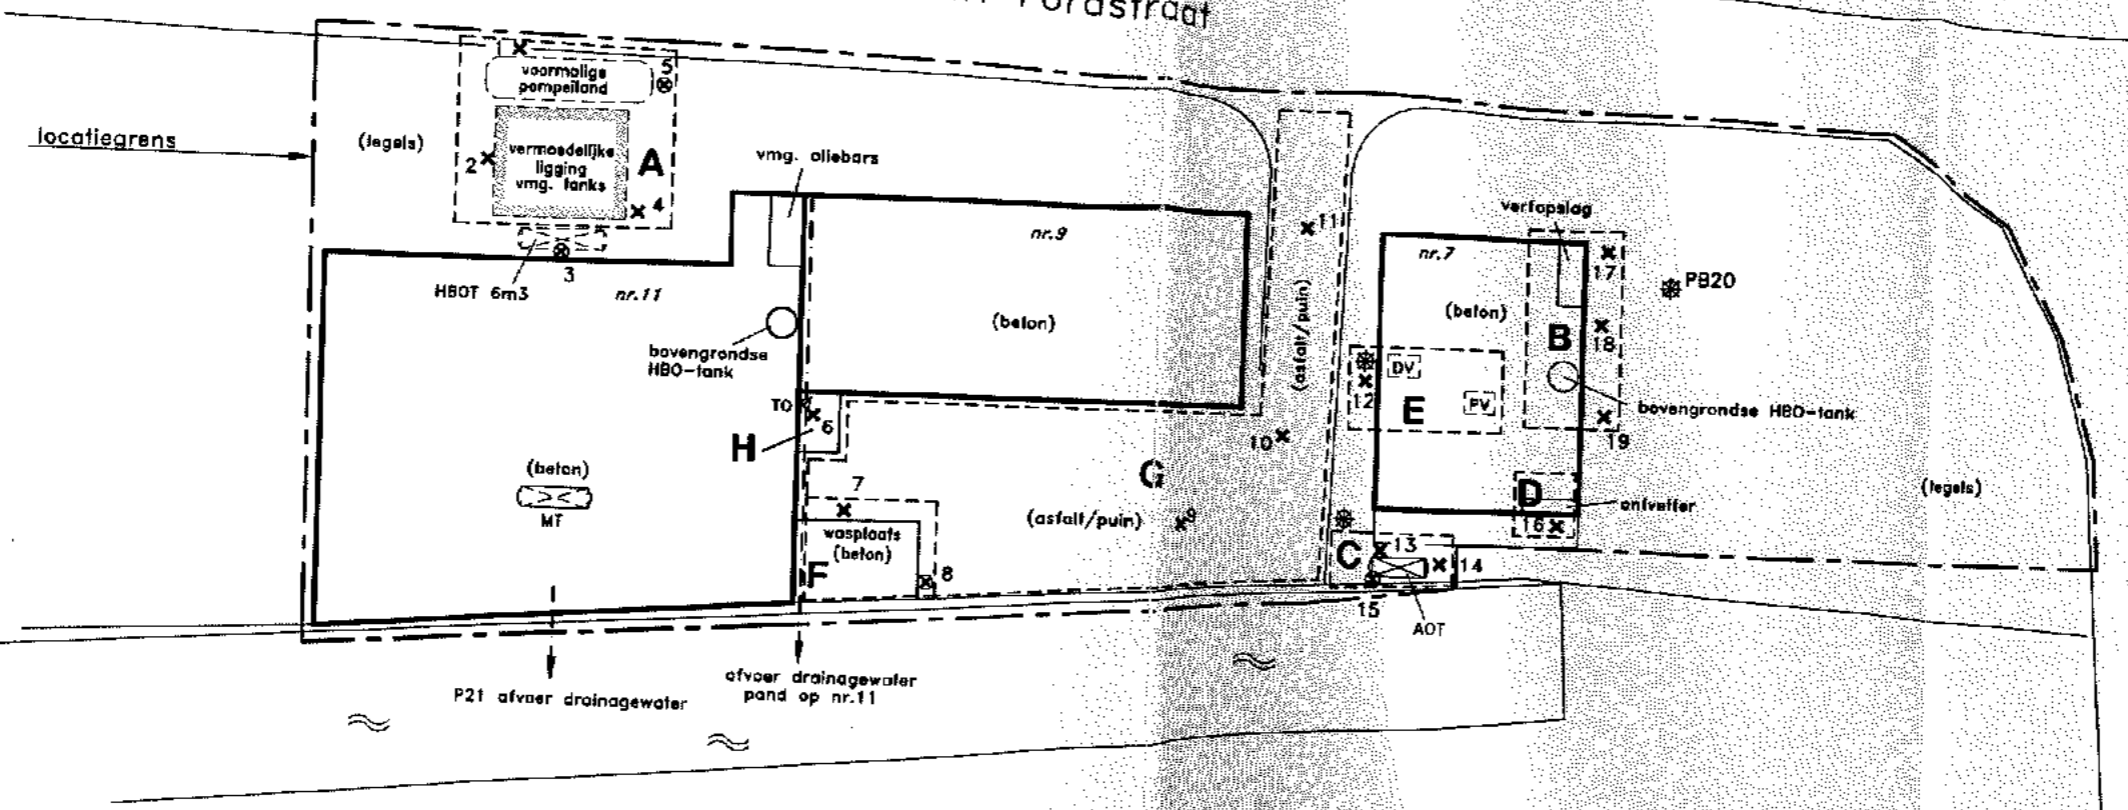 Fordstraat
voormalige
pompeiland
5
locatiegrens
(tegels)
2
vermoedelijke
ligging
vmg. tanks
A
4
vmg. oliebars
3
HBOT 6m3
nr.11
nr.9
(beton)
bovengrondse
HBO-tank
TO
6
H
(beton)
MT
7
wasplaats
(beton)
F
8
G
(asfalt/puin)
9
10
11
(asfalt/puin)
verfopslag
nr.7
(beton)
17
PB20
B
18
DV
PV
12
E
bovengrondse HBO-tank
19
D
ontvetter
16
(tegels)
C
13
14
15
AOT
P21 afvoer drainagewater
afvoer drainagewater
pand op nr.11